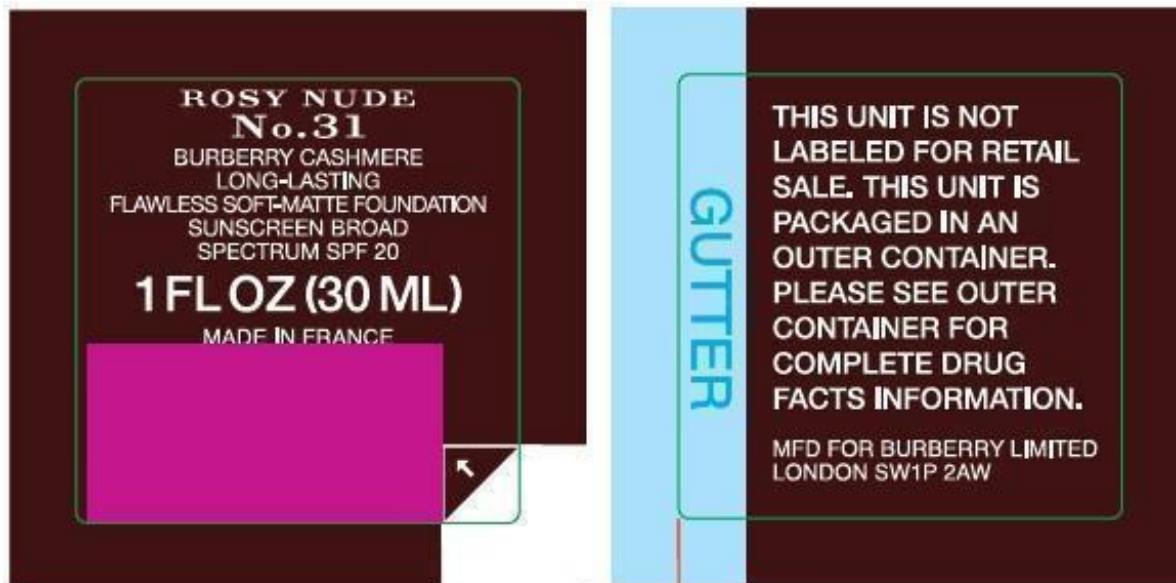 ROSY NUDE
No.31
BURBERRY CASHMERE
LONG-LASTING
FLAWLESS SOFT-MATTE FOUNDATION
SUNSCREEN BROAD
SPECTRUM SPF 20
1 FL OZ (30 ML)
MADE IN FRANCE
GUTTER
THIS UNIT IS NOT
LABELED FOR RETAIL
SALE. THIS UNIT IS
PACKAGED IN AN
OUTER CONTAINER.
PLEASE SEE OUTER
CONTAINER FOR
COMPLETE DRUG
FACTS INFORMATION.
MFD FOR BURBERRY LIMITED
LONDON SW1P 2AW